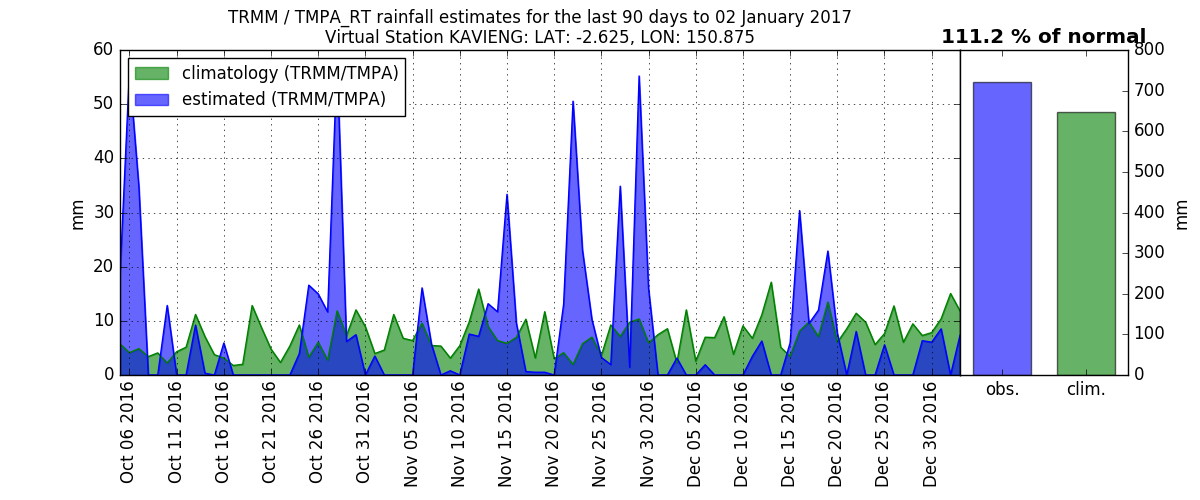 TRMM / TMPA_RT rainfall estimates for the last 90 days to 02 January 2017
Virtual Station KAVIENG: LAT: -2.625, LON: 150.875
111.2 % of normal
climatology (TRMM/TMPA)
estimated (TRMM/TMPA)
60
50
40
30
20
10
0
mm
800
700
600
500
400
300
200
100
0
mm
Oct 06 2016
Oct 11 2016
Oct 16 2016
Oct 21 2016
Oct 26 2016
Oct 31 2016
Nov 05 2016
Nov 10 2016
Nov 15 2016
Nov 20 2016
Nov 25 2016
Nov 30 2016
Dec 05 2016
Dec 10 2016
Dec 15 2016
Dec 20 2016
Dec 25 2016
Dec 30 2016
obs.
clim.